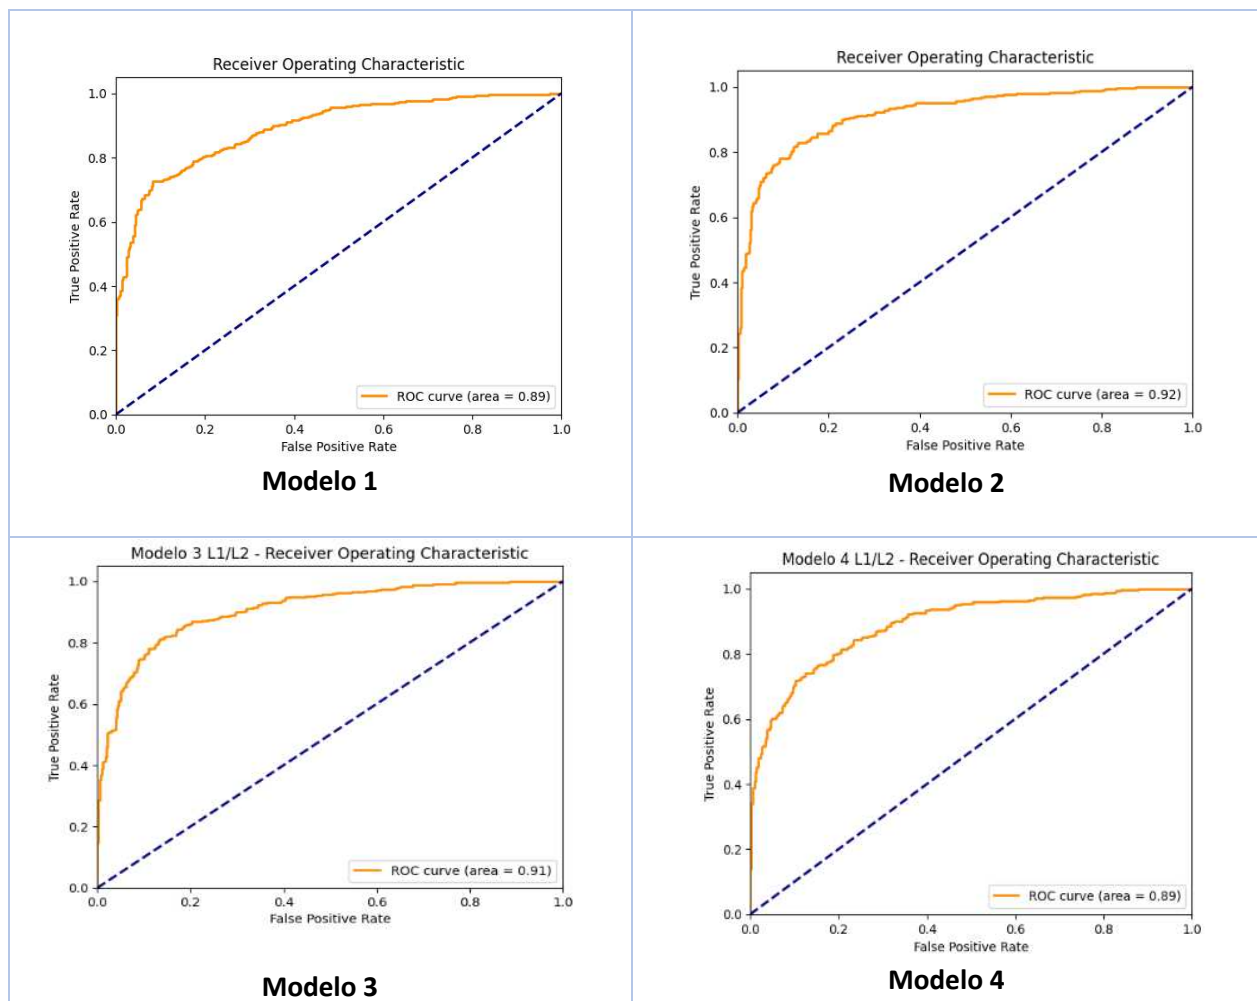 Receiver Operating Characteristic
1.0
0.8
0.6
0.4
0.2
0.0
True Positive Rate
ROC curve (area = 0.89)
0.0 0.2 0.4 0.6 0.8 1.0
False Positive Rate
Modelo 1
Receiver Operating Characteristic
1.0
0.8
0.6
0.4
0.2
0.0
True Positive Rate
ROC curve (area = 0.92)
0.0 0.2 0.4 0.6 0.8 1.0
False Positive Rate
Modelo 2
Modelo 3 L1/L2 - Receiver Operating Characteristic
1.0
0.8
0.6
0.4
0.2
0.0
True Positive Rate
ROC curve (area = 0.91)
0.0 0.2 0.4 0.6 0.8 1.0
False Positive Rate
Modelo 3
Modelo 4 L1/L2 - Receiver Operating Characteristic
1.0
0.8
0.6
0.4
0.2
0.0
True Positive Rate
ROC curve (area = 0.89)
0.0 0.2 0.4 0.6 0.8 1.0
False Positive Rate
Modelo 4